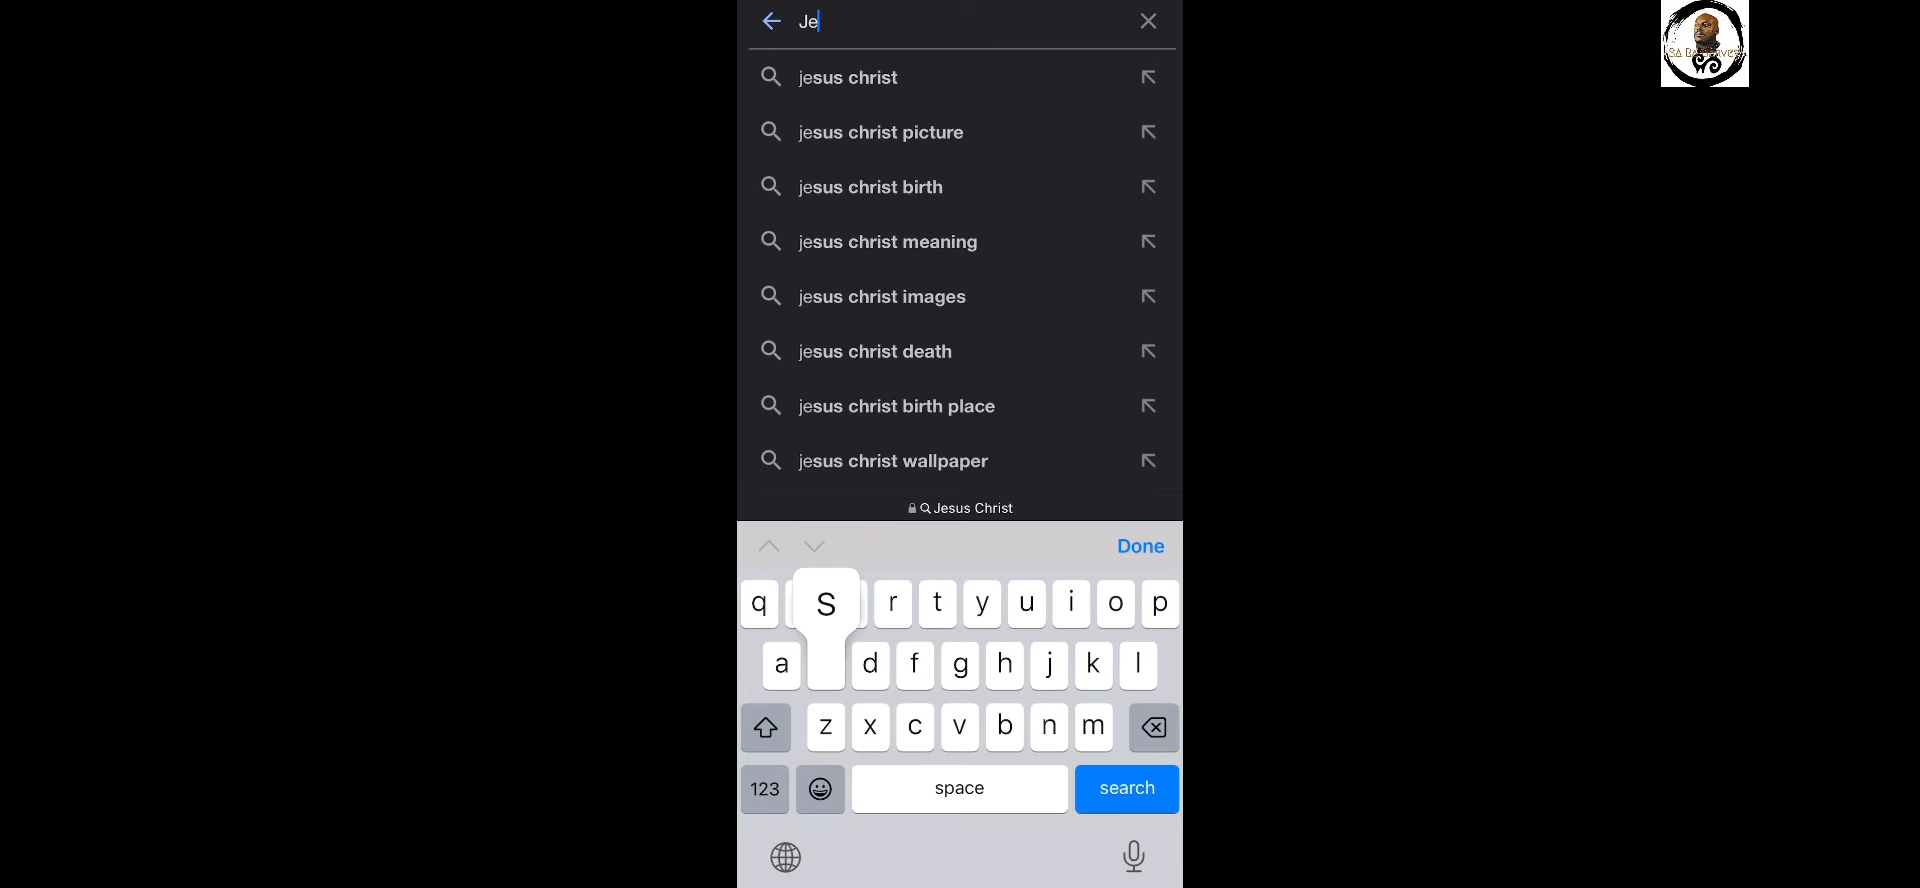 Je
jesus christ
jesus christ picture
jesus christ birth
jesus christ meaning
jesus christ images
jesus christ death
jesus christ birth place
jesus christ wallpaper
Jesus Christ
Done
q S r t y u i o p
a d f g h j k l
z x c v b n m
123 space search